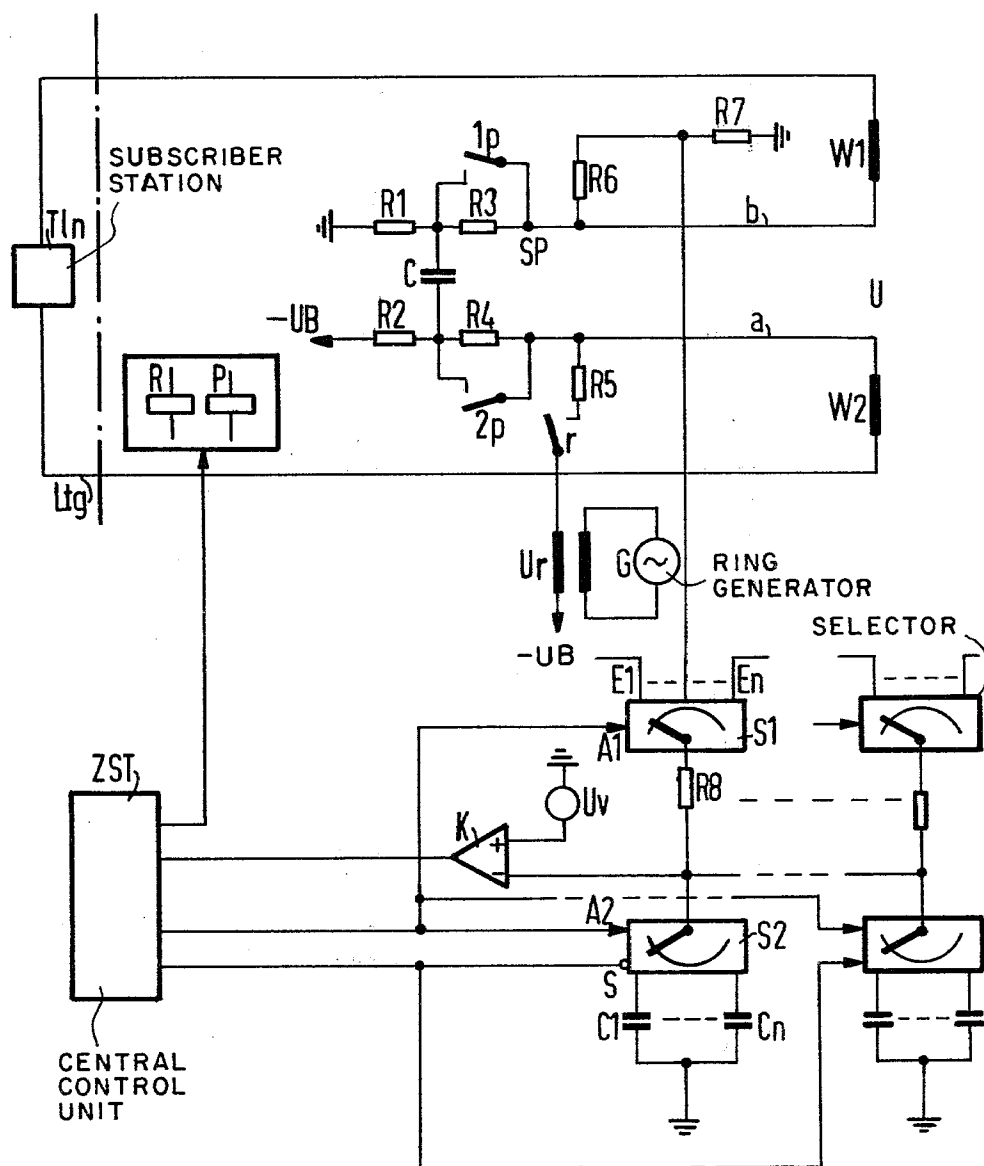 R7
1p
W1
SUBSCRIBER
STATION
R6
R1
R3
b
Tln
SP
C
U
-UB
R2
R4
a
R
P
R5
W2
2p
r
Ltg
Ur
G
RING
GENERATOR
SELECTOR
-UB
E1
En
A1
S1
ZST
Uv
R8
K
+
-
A2
S2
S
C1
Cn
CENTRAL
CONTROL
UNIT